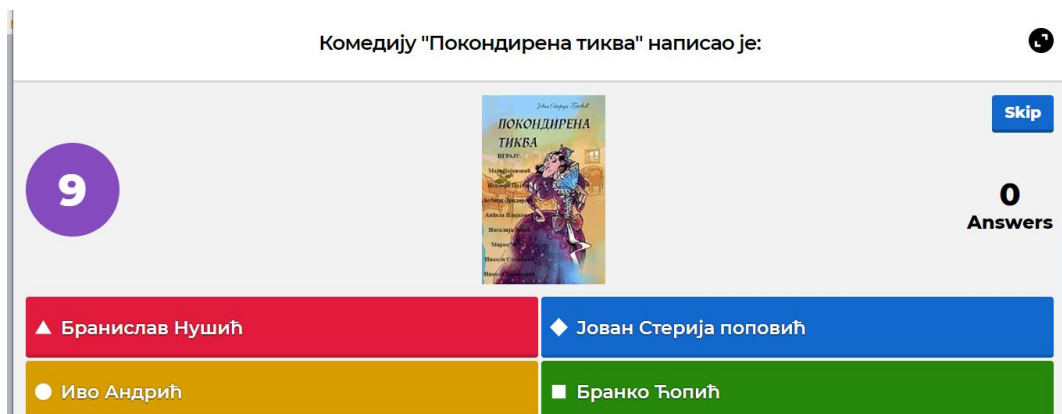 Комедију "Покондирена тиква" написао је:
Skip
ПОКОНДИРЕНА
ТИКВА
ИГРАЈУ:
9
0
Answers
Бранислав Нушић
Јован Стерија поповић
Иво Андрић
Бранко Ћопић